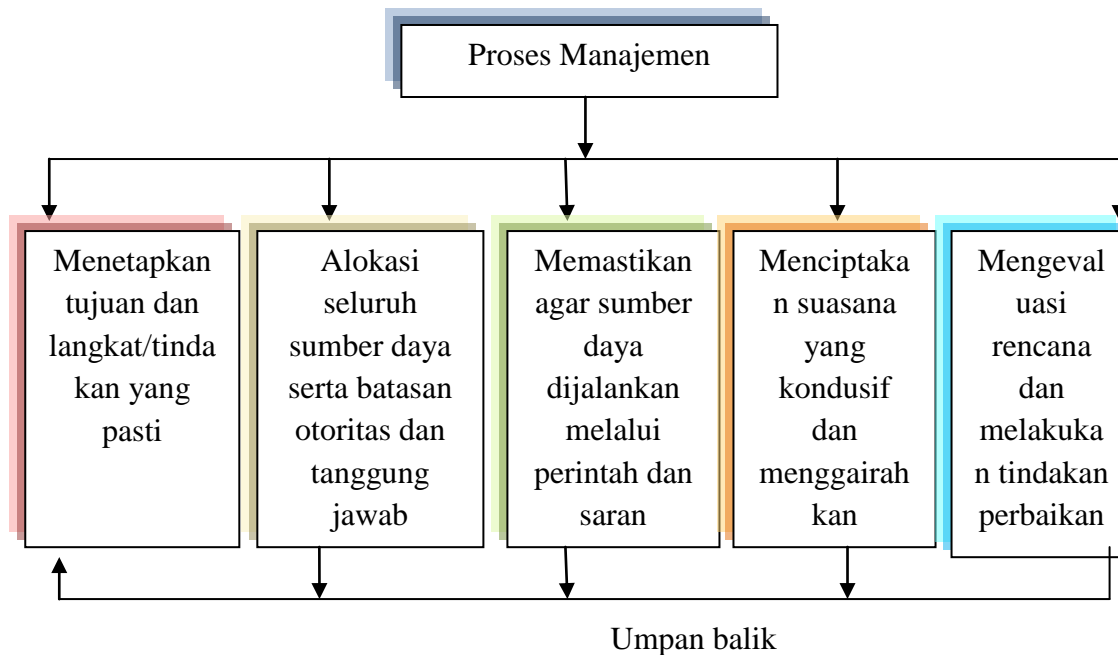 Proses Manajemen
Menetapkan
tujuan dan
langkat/tinda
kan yang
pasti
Alokasi
seluruh
sumber daya
serta batasan
otoritas dan
tanggung
jawab
Memastikan
agar sumber
daya
dijalankan
melalui
perintah dan
saran
Menciptaka
n suasana
yang
kondusif
dan
menggairah
kan
Mengeval
uasi
rencana
dan
melakuka
n tindakan
perbaikan
Umpan balik